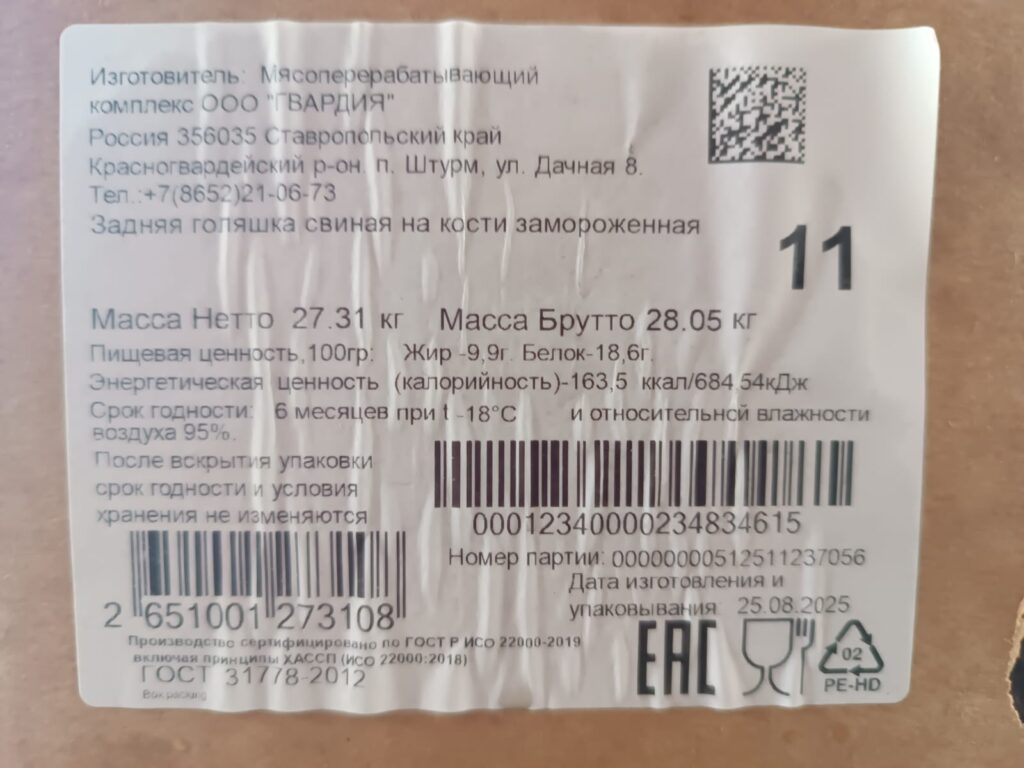 Изготовитель: Мясоперерабатывающий
комплекс ООО "ГВАРДИЯ"
Россия 356035 Ставропольский край
Красногвардейский р-он. п. Штурм, ул. Дачная 8.
Тел.:+7(8652)21-06-73
Задняя голяшка свиная на кости замороженная
11
Масса Нетто 27.31 кг Масса Брутто 28.05 кг
Пищевая ценность,100гр: Жир -9,9г. Белок-18,6г.
Энергетическая ценность (калорийность)-163,5 ккал/684.54кДж
Срок годности: 6 месяцев при t -18°C и относительной влажности
воздуха 95%.
После вскрытия упаковки
срок годности и условия
хранения не изменяются
00012340000234834615
Номер партии: 00000000512511237056
Дата изготовления и
упаковывания 25.08.2025
2 651001 273108
Производство сертифицировано по ГОСТ Р ИСО 22000-2019
включая принципы ХАССП (ИСО 22000:2018)
ГОСТ 31778-2012
Box packing
EAC
02
PE-HD